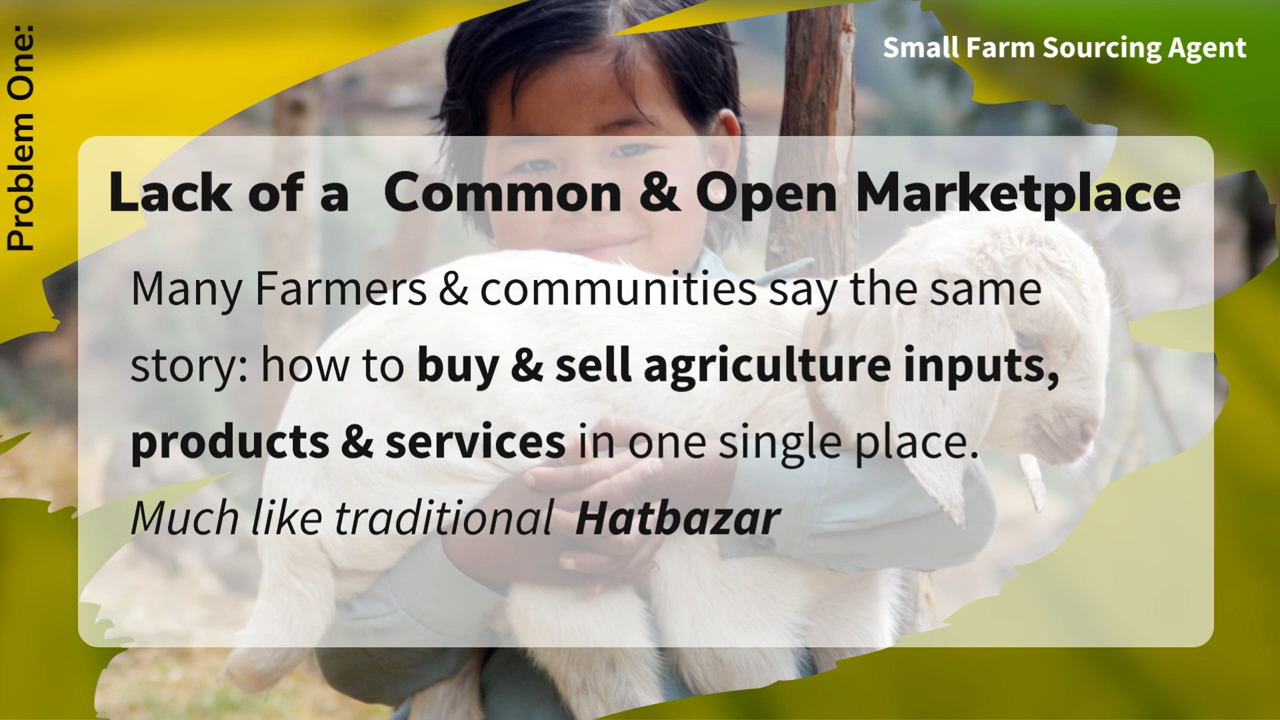 Problem One:
Small Farm Sourcing Agent
Lack of a Common & Open Marketplace
Many Farmers & communities say the same
story: how to buy & sell agriculture inputs,
products & services in one single place.
Much like traditional Hatbazar